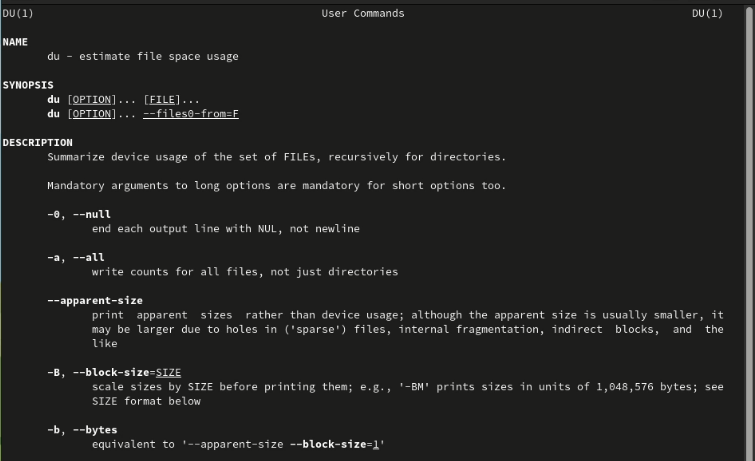 DU(1) User Commands DU(1)
NAME
du - estimate file space usage
SYNOPSIS
du [OPTION]... [FILE]...
du [OPTION]... --files0-from=F
DESCRIPTION
Summarize device usage of the set of FILEs, recursively for directories.
Mandatory arguments to long options are mandatory for short options too.
-0, --null
end each output line with NUL, not newline
-a, --all
write counts for all files, not just directories
--apparent-size
print apparent sizes rather than device usage; although the apparent size is usually smaller, it
may be larger due to holes in ('sparse') files, internal fragmentation, indirect blocks, and the
like
-B, --block-size=SIZE
scale sizes by SIZE before printing them; e.g., '-BM' prints sizes in units of 1,048,576 bytes; see
SIZE format below
-b, --bytes
equivalent to '--apparent-size --block-size=1'